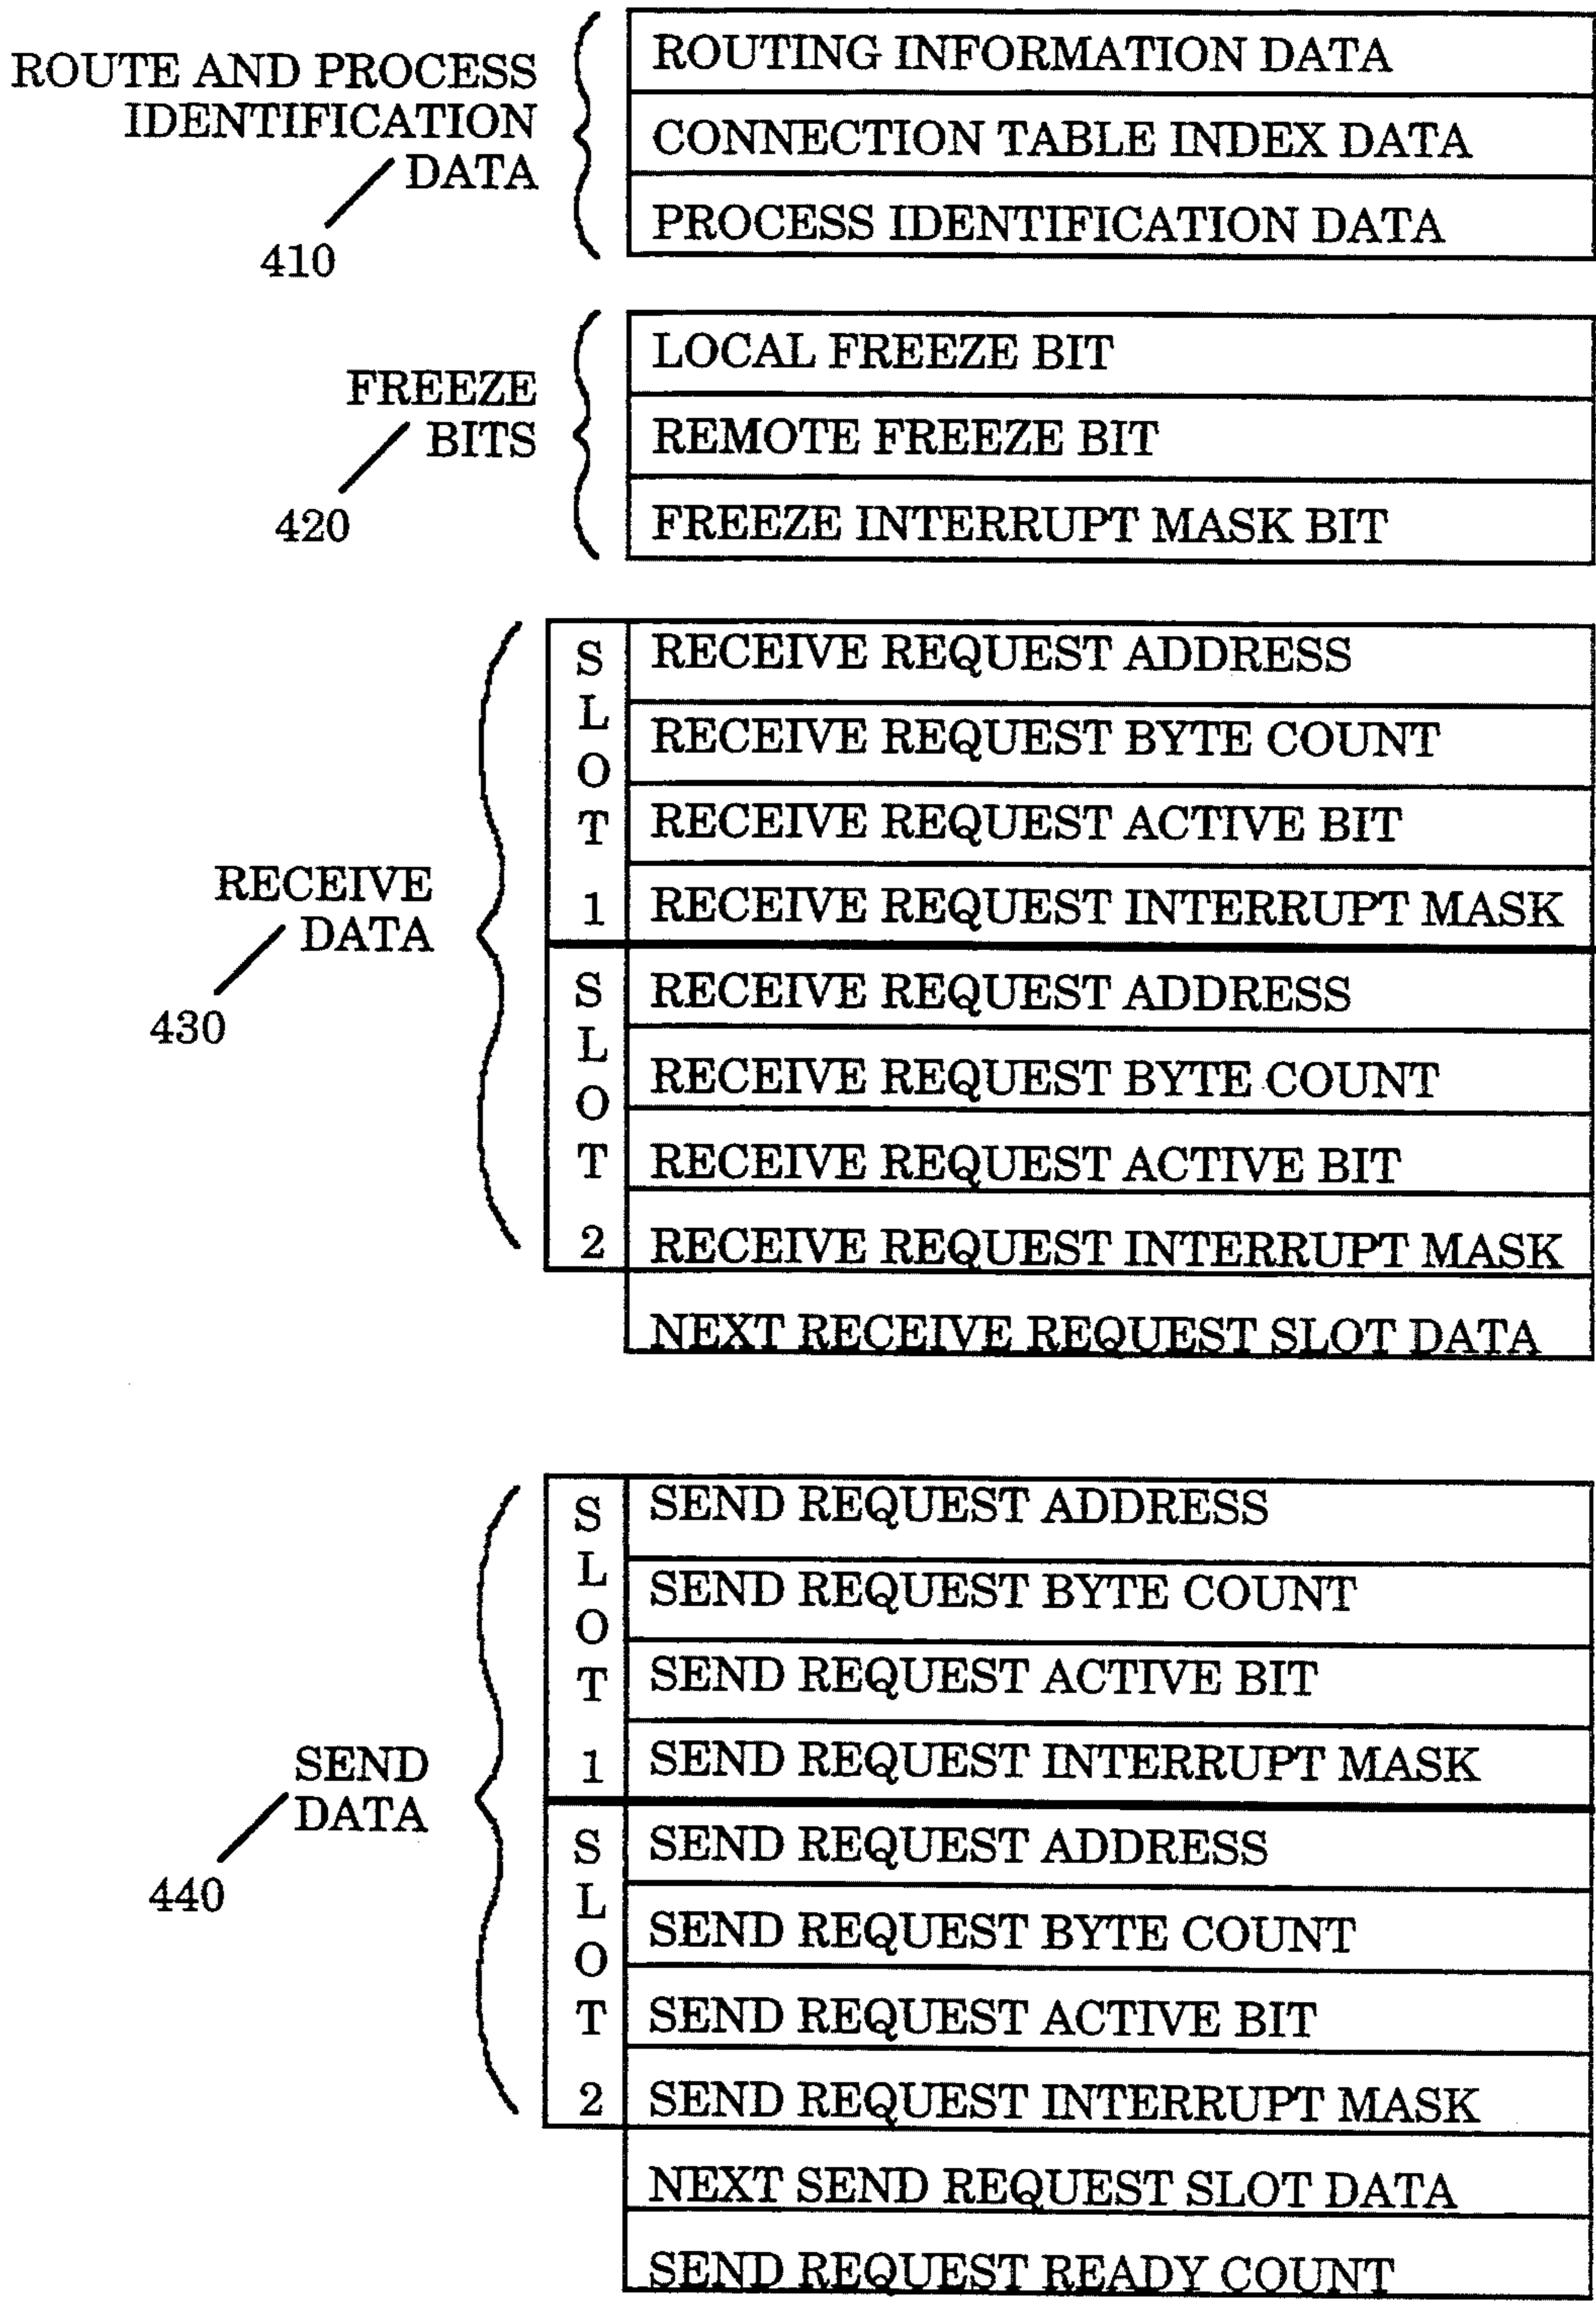 ROUTE AND PROCESS
IDENTIFICATION
DATA
410
ROUTING INFORMATION DATA
CONNECTION TABLE INDEX DATA
PROCESS IDENTIFICATION DATA
FREEZE
BITS
420
LOCAL FREEZE BIT
REMOTE FREEZE BIT
FREEZE INTERRUPT MASK BIT
RECEIVE
DATA
430
SLOT 1
RECEIVE REQUEST ADDRESS
RECEIVE REQUEST BYTE COUNT
RECEIVE REQUEST ACTIVE BIT
RECEIVE REQUEST INTERRUPT MASK
SLOT 2
RECEIVE REQUEST ADDRESS
RECEIVE REQUEST BYTE COUNT
RECEIVE REQUEST ACTIVE BIT
RECEIVE REQUEST INTERRUPT MASK
NEXT RECEIVE REQUEST SLOT DATA
SEND
DATA
440
SLOT 1
SEND REQUEST ADDRESS
SEND REQUEST BYTE COUNT
SEND REQUEST ACTIVE BIT
SEND REQUEST INTERRUPT MASK
SLOT 2
SEND REQUEST ADDRESS
SEND REQUEST BYTE COUNT
SEND REQUEST ACTIVE BIT
SEND REQUEST INTERRUPT MASK
NEXT SEND REQUEST SLOT DATA
SEND REQUEST READY COUNT